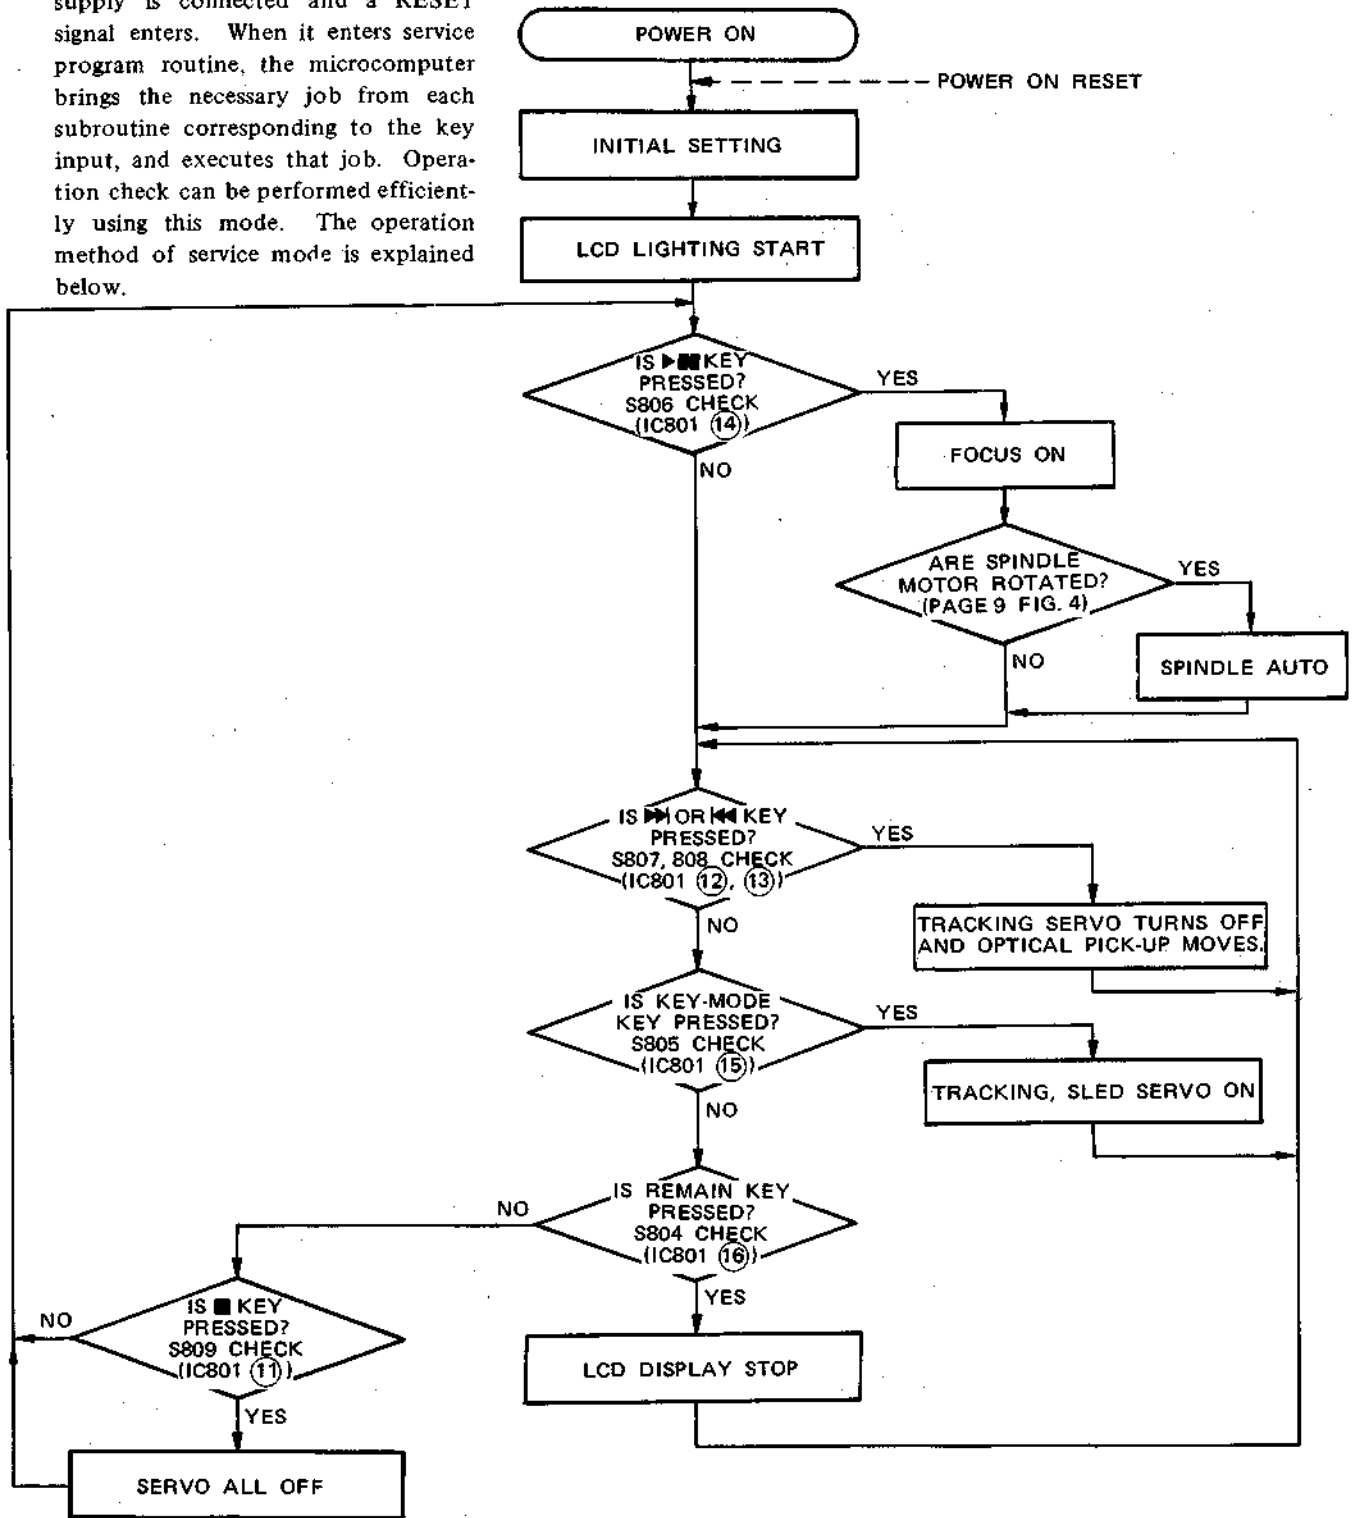 supply is connected and a RESET
signal enters. When it enters service
program routine, the microcomputer
brings the necessary job from each
subroutine corresponding to the key
input, and executes that job. Opera-
tion check can be performed efficient-
ly using this mode. The operation
method of service mode is explained
below.
POWER ON
POWER ON RESET
INITIAL SETTING
LCD LIGHTING START
IS ▶▮▮ KEY
PRESSED?
S806 CHECK
(IC801 ⑭)
YES
NO
FOCUS ON
ARE SPINDLE
MOTOR ROTATED?
(PAGE 9 FIG. 4)
YES
NO
SPINDLE AUTO
IS ▶▶| OR |◀◀ KEY
PRESSED?
S807, 808 CHECK
(IC801 ⑫, ⑬)
YES
NO
TRACKING SERVO TURNS OFF
AND OPTICAL PICK-UP MOVES.
IS KEY-MODE
KEY PRESSED?
S805 CHECK
(IC801 ⑮)
YES
NO
TRACKING, SLED SERVO ON
IS REMAIN KEY
PRESSED?
S804 CHECK
(IC801 ⑯)
NO
YES
LCD DISPLAY STOP
IS ■ KEY
PRESSED?
S809 CHECK
(IC801 ⑪)
NO
YES
SERVO ALL OFF